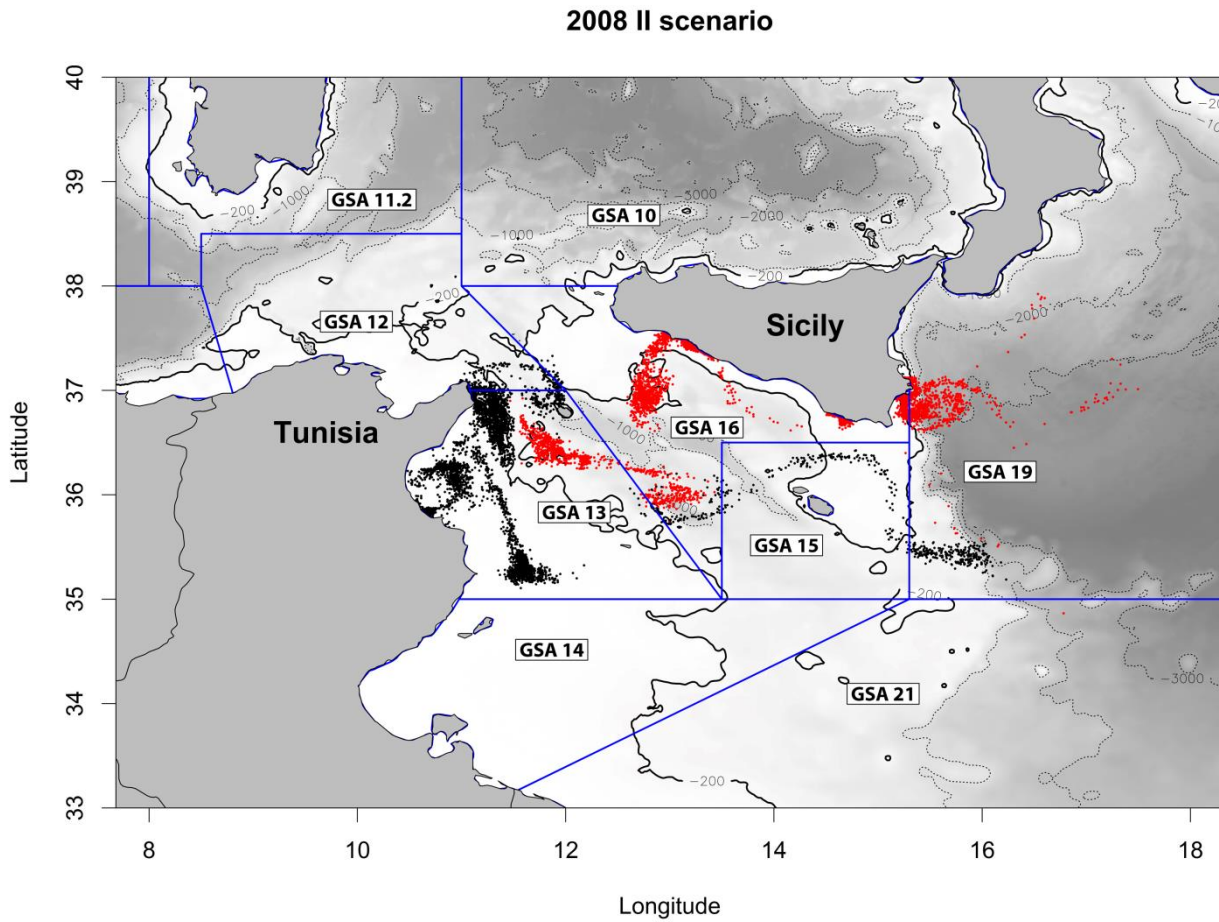 2008 II scenario
40
39
38
37
36
35
34
33
Latitude
GSA 11.2
GSA 10
GSA 12
Sicily
Tunisia
GSA 16
GSA 19
GSA 13
GSA 15
GSA 14
GSA 21
−200
−1000
−3000
−2000
−1000
−200
−200
−2000
−1000
−200
−3000
−200
8
10
12
14
16
18
Longitude